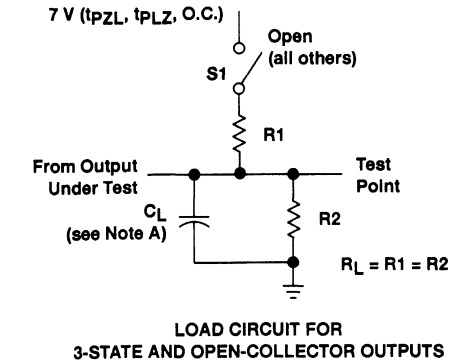 7 V (tPZL, tPLZ, O.C.)
Open
(all others)
S1
R1
From Output
Under Test
Test
Point
CL
(see Note A)
R2
RL = R1 = R2
LOAD CIRCUIT FOR
3-STATE AND OPEN-COLLECTOR OUTPUTS